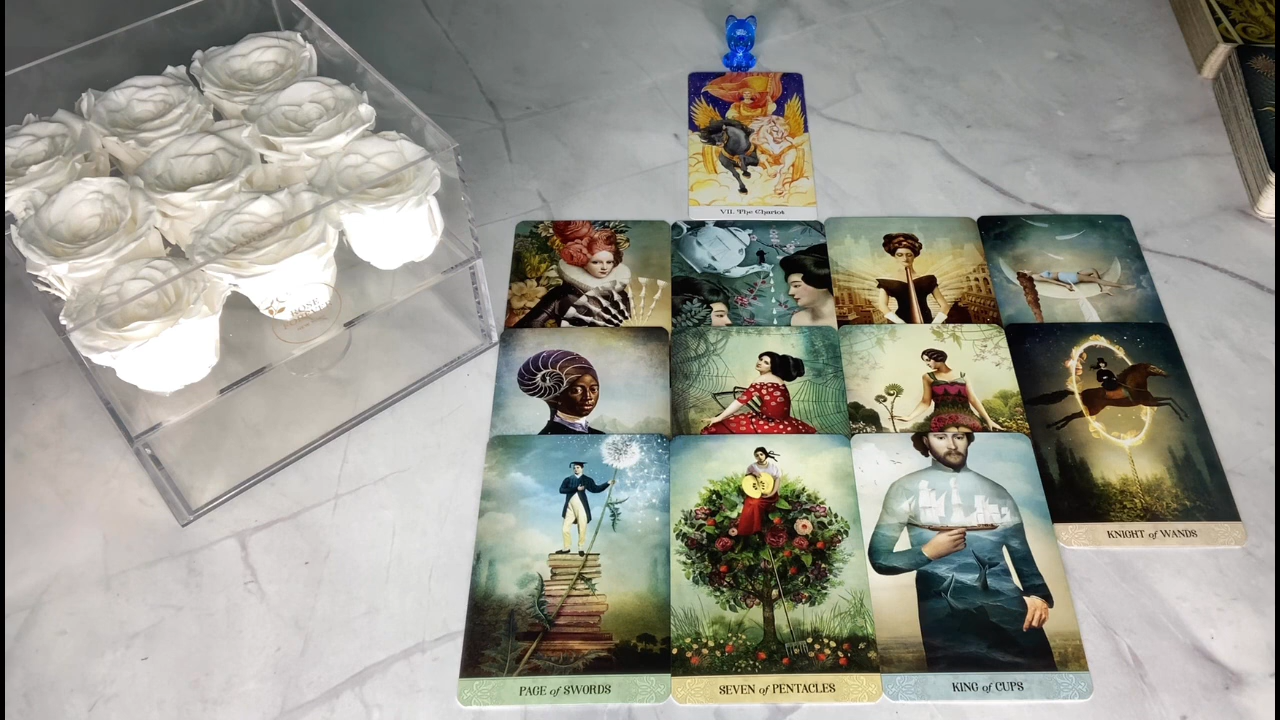 VII. The Chariot
KNIGHT of WANDS
PAGE of SWORDS
SEVEN of PENTACLES
KING of CUPS